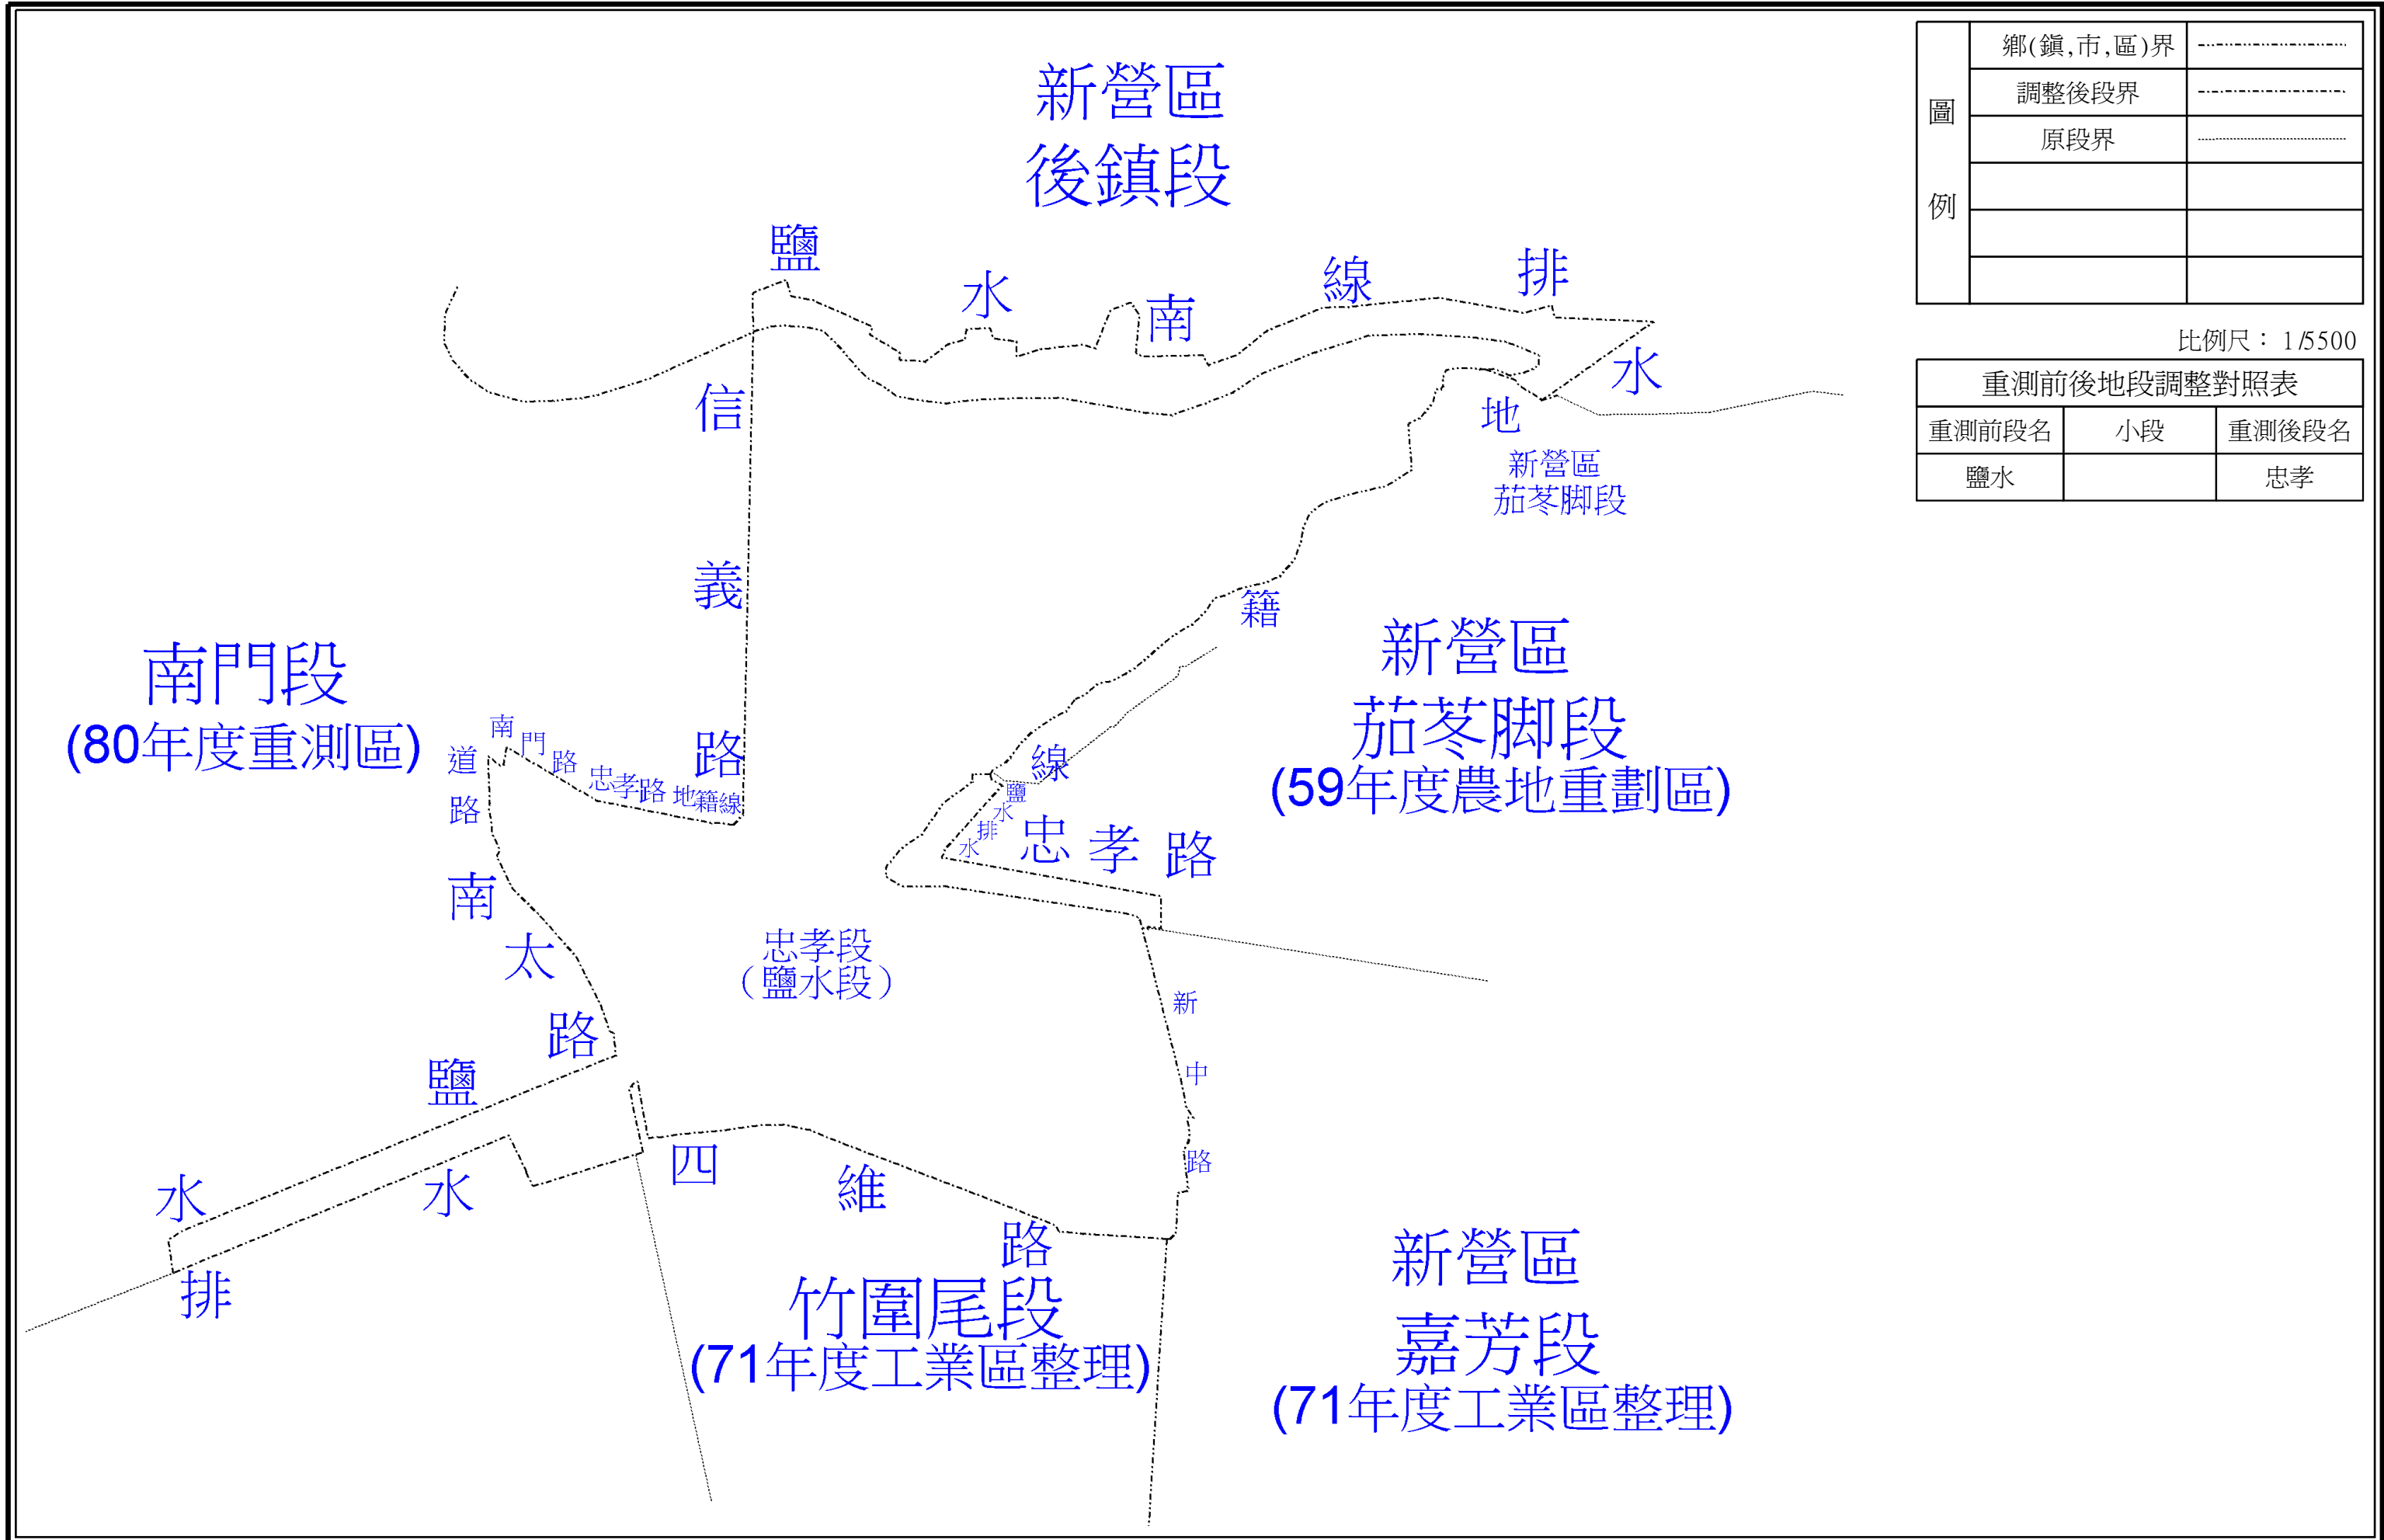 新營區
後鎮段
鹽水南線排水
信義路
地籍線
新營區
茄苳脚段
南門段
(80年度重測區)
道路
南門路
忠孝路地籍線
新營區
茄苳脚段
(59年度農地重劃區)
鹽水排水
忠孝路
南太路
忠孝段
(鹽水段)
新中路
鹽水排水
四維路
竹圍尾段
(71年度工業區整理)
新營區
嘉芳段
(71年度工業區整理)
圖例
鄉(鎮,市,區)界
調整後段界
原段界
比例尺：1/5500
重測前後地段調整對照表
重測前段名 小段 重測後段名
鹽水 忠孝